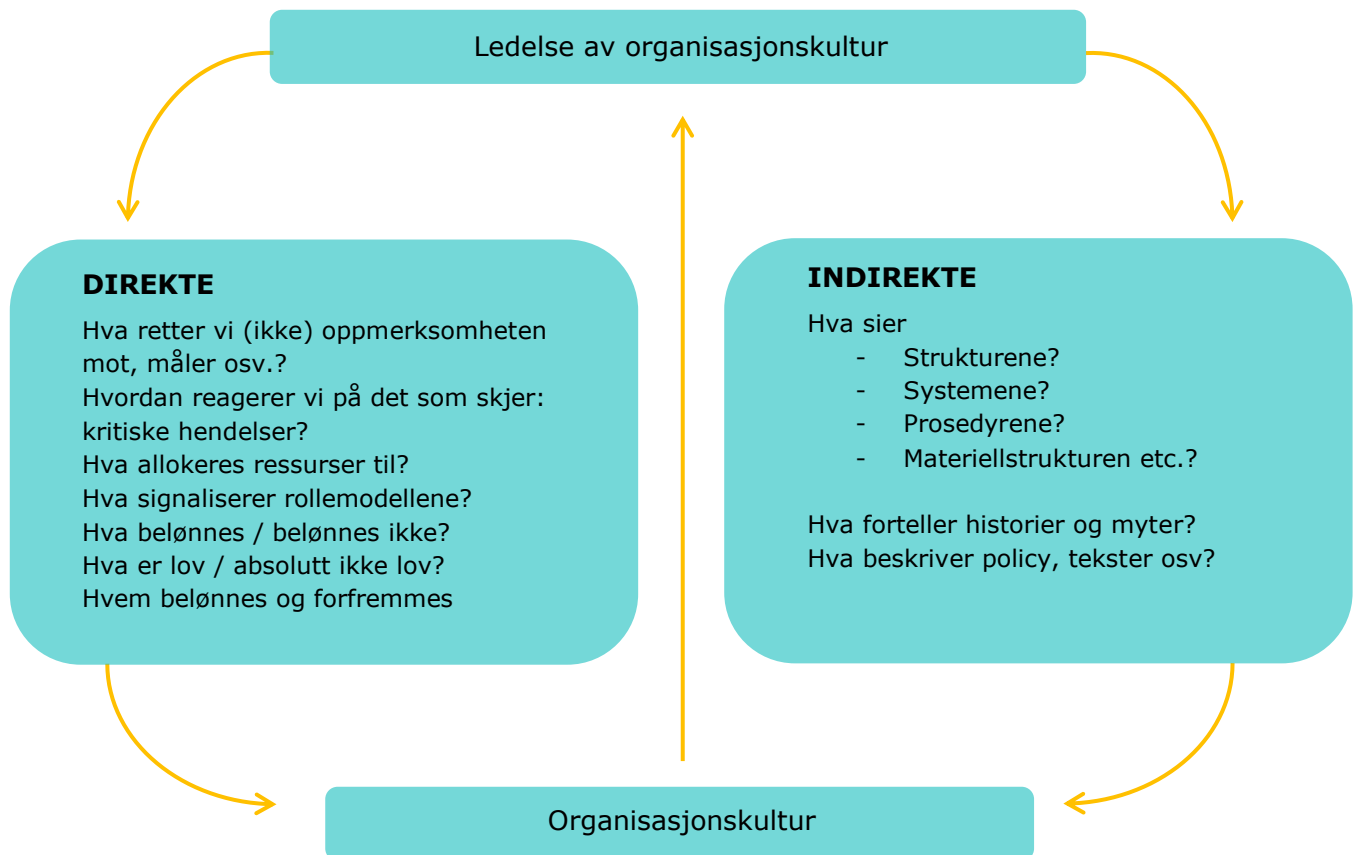 Ledelse av organisasjonskultur
DIREKTE
Hva retter vi (ikke) oppmerksomheten
mot, måler osv.?
Hvordan reagerer vi på det som skjer:
kritiske hendelser?
Hva allokeres ressurser til?
Hva signaliserer rollemodellene?
Hva belønnes / belønnes ikke?
Hva er lov / absolutt ikke lov?
Hvem belønnes og forfremmes
INDIREKTE
Hva sier
- Strukturene?
- Systemene?
- Prosedyrene?
- Materiellstrukturen etc.?
Hva forteller historier og myter?
Hva beskriver policy, tekster osv?
Organisasjonskultur